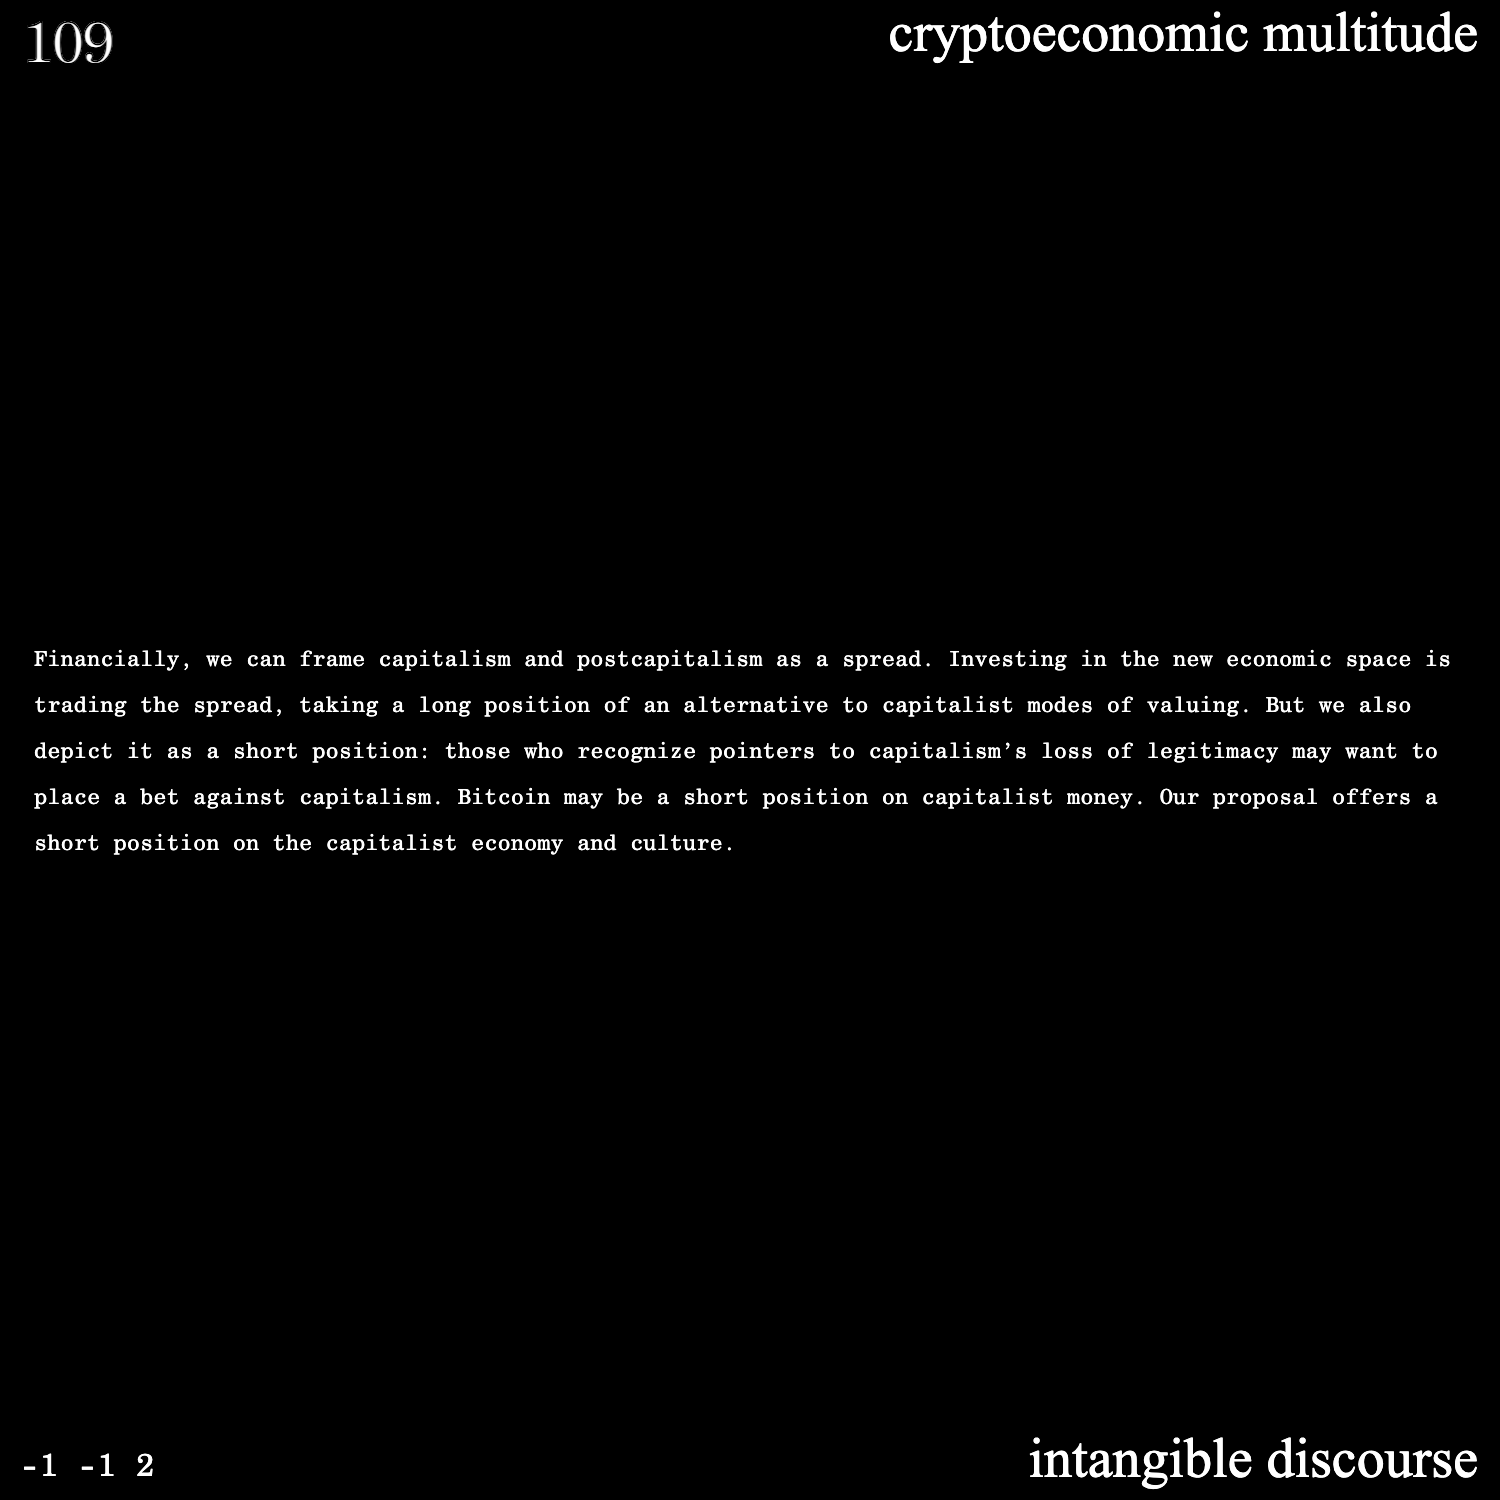 109
cryptoeconomic multitude
Financially, we can frame capitalism and postcapitalism as a spread. Investing in the new economic space is
trading the spread, taking a long position of an alternative to capitalist modes of valuing. But we also
depict it as a short position: those who recognize pointers to capitalism’s loss of legitimacy may want to
place a bet against capitalism. Bitcoin may be a short position on capitalist money. Our proposal offers a
short position on the capitalist economy and culture.
-1 -1 2
intangible discourse